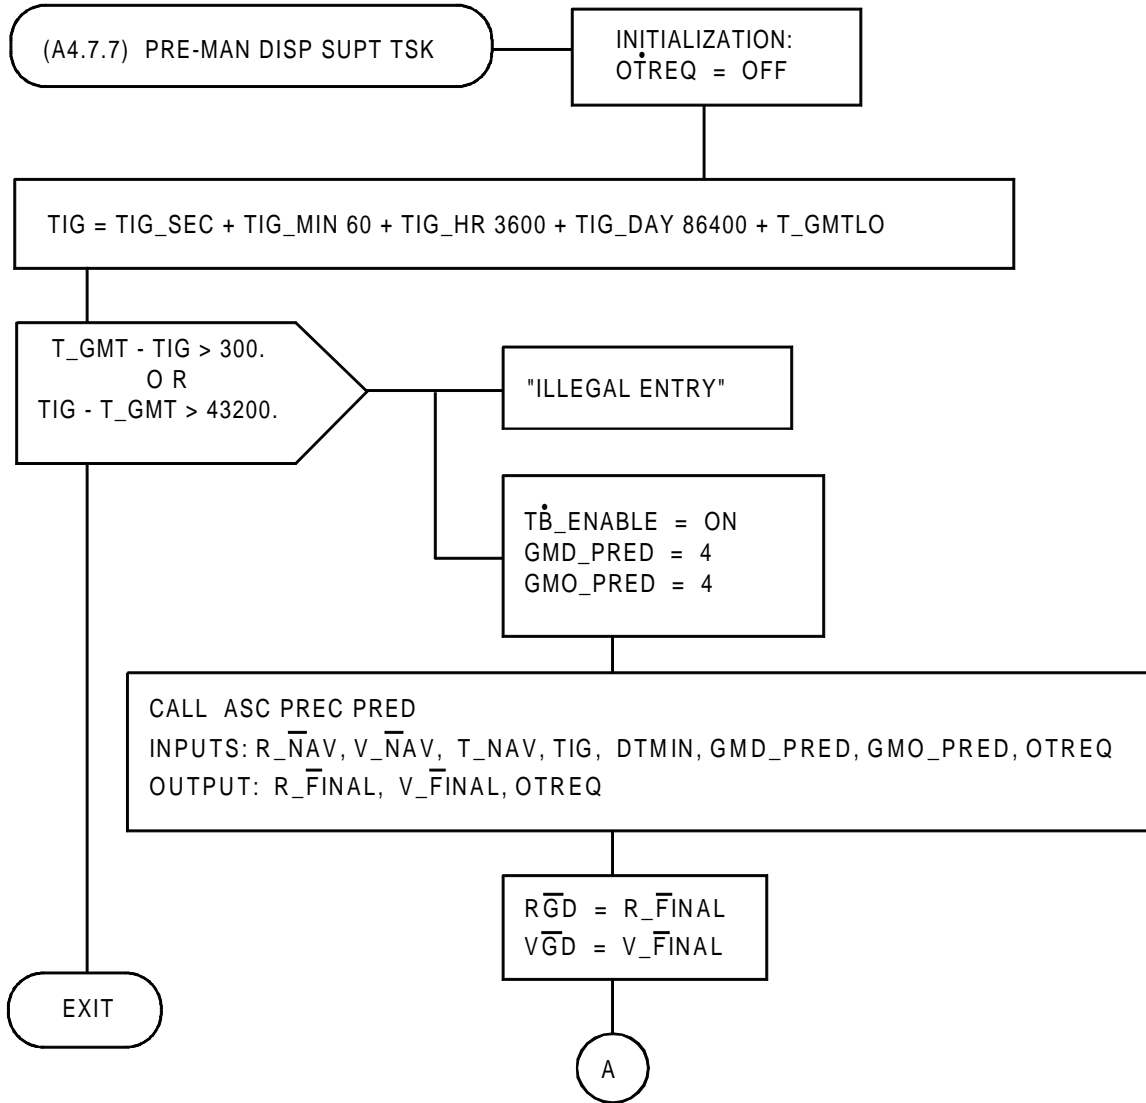 (A4.7.7) PRE-MAN DISP SUPT TSK
INITIALIZATION:
OṪREQ = OFF
TIG = TIG_SEC + TIG_MIN 60 + TIG_HR 3600 + TIG_DAY 86400 + T_GMTLO
T_GMT - TIG > 300.
O R
TIG - T_GMT > 43200.
"ILLEGAL ENTRY"
TḂ_ENABLE = ON
GMD_PRED = 4
GMO_PRED = 4
CALL ASC PREC PRED
INPUTS: R_N̅AV, V_N̅AV, T_NAV, TIG, DTMIN, GMD_PRED, GMO_PRED, OTREQ
OUTPUT: R_F̅INAL, V_F̅INAL, OTREQ
RG̅D = R_F̅INAL
VG̅D = V_F̅INAL
EXIT
A